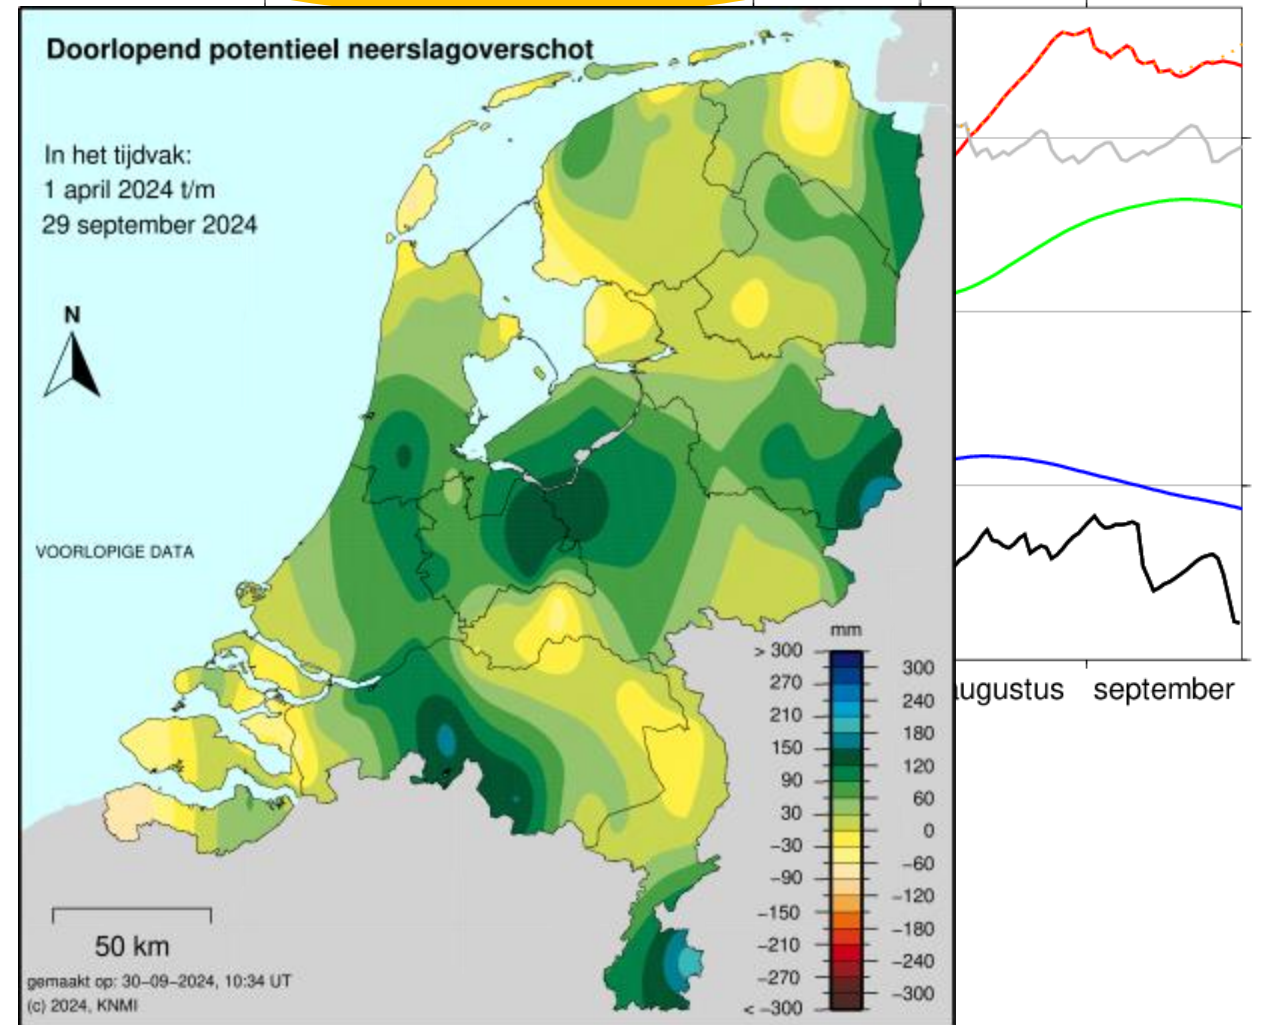 Doorlopend potentieel neerslagoverschot
In het tijdvak:
1 april 2024 t/m
29 september 2024
N
VOORLOPIGE DATA
mm
> 300
300
270
240
210
180
150
120
90
60
30
0
−30
−60
−90
−120
−150
−180
−210
−240
−270
−300
< −300
50 km
gemaakt op: 30−09−2024, 10:34 UT
(c) 2024, KNMI
augustus september